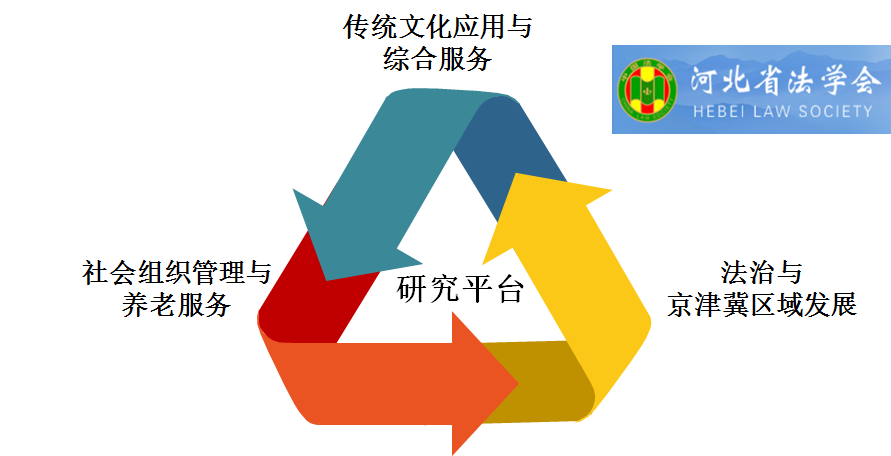 传统文化应用与
综合服务
河北省法学会
HEBEI LAW SOCIETY
社会组织管理与
养老服务
研究平台
法治与
京津冀区域发展